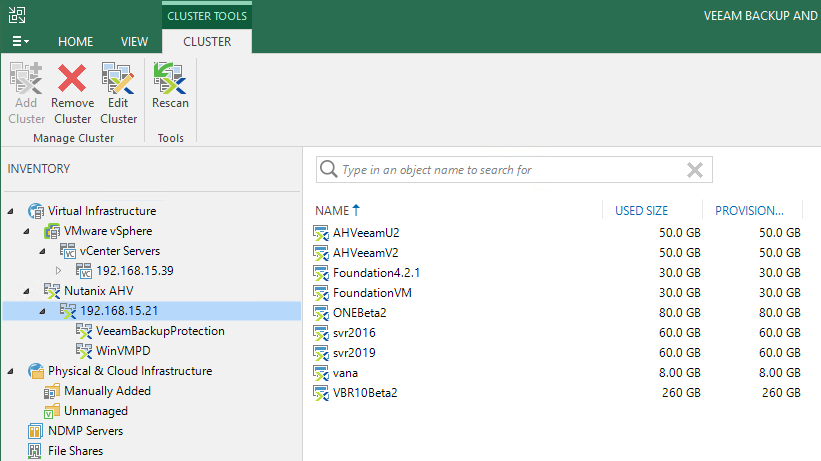 CLUSTER TOOLS
VEEAM BACKUP AND
HOME VIEW CLUSTER
Add Cluster
Remove Cluster
Edit Cluster
Rescan
Manage Cluster Tools
INVENTORY
Type in an object name to search for
Virtual Infrastructure
VMware vSphere
vCenter Servers
192.168.15.39
Nutanix AHV
192.168.15.21
VeeamBackupProtection
WinVMPD
Physical & Cloud Infrastructure
Manually Added
Unmanaged
NDMP Servers
File Shares
NAME USED SIZE PROVISION...
AHVeeamU2 50.0 GB 50.0 GB
AHVeeamV2 50.0 GB 50.0 GB
Foundation4.2.1 30.0 GB 30.0 GB
FoundationVM 30.0 GB 30.0 GB
ONEBeta2 80.0 GB 80.0 GB
svr2016 60.0 GB 60.0 GB
svr2019 60.0 GB 60.0 GB
vana 8.00 GB 8.00 GB
VBR10Beta2 260 GB 260 GB